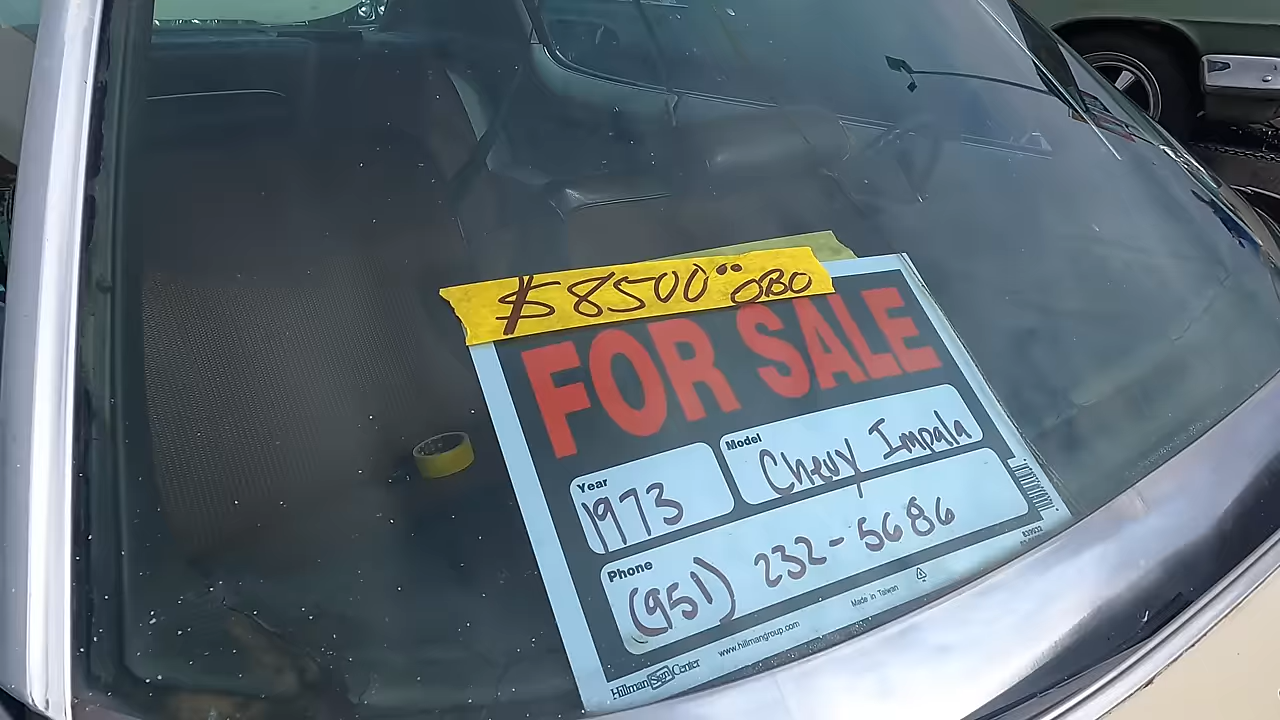 $8500.00 OBO
FOR SALE
Year
1973
Model
Chevy Impala
Phone
(951) 232-5686
Made in Taiwan
www.hillmangroup.com
Hillman Sign Center